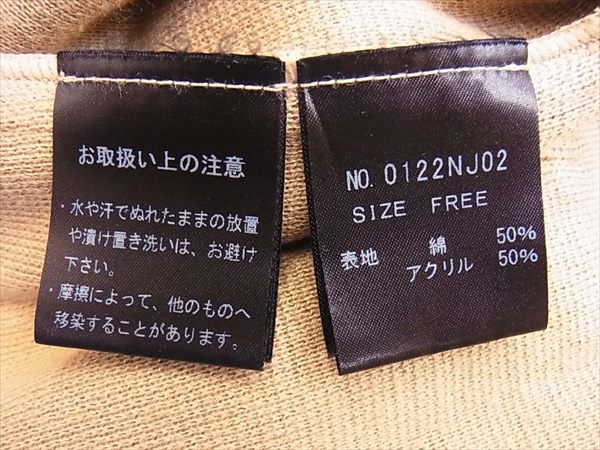 お取扱い上の注意
・水や汗でぬれたままの放置
や漬け置き洗いは、お避け
下さい。
・摩擦によって、他のものへ
移染することがあります。
NO. 0122NJ02
SIZE FREE
表地 綿 50%
アクリル 50%